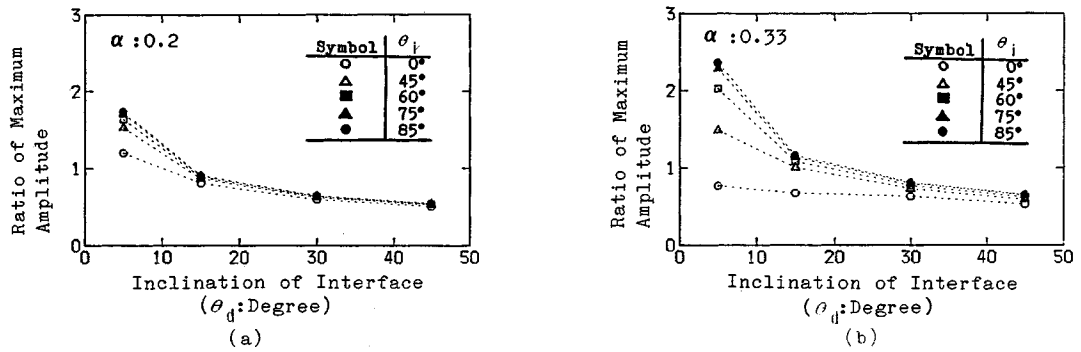 3
2
1
0
Ratio of Maximum
Amplitude
α :0.2
Symbol θi
0°
45°
60°
75°
85°
0 10 20 30 40 50
Inclination of Interface
(θd:Degree)
(a)
3
2
1
0
Ratio of Maximum
Amplitude
α :0.33
Symbol θi
0°
45°
60°
75°
85°
0 10 20 30 40 50
Inclination of Interface
(θd:Degree)
(b)